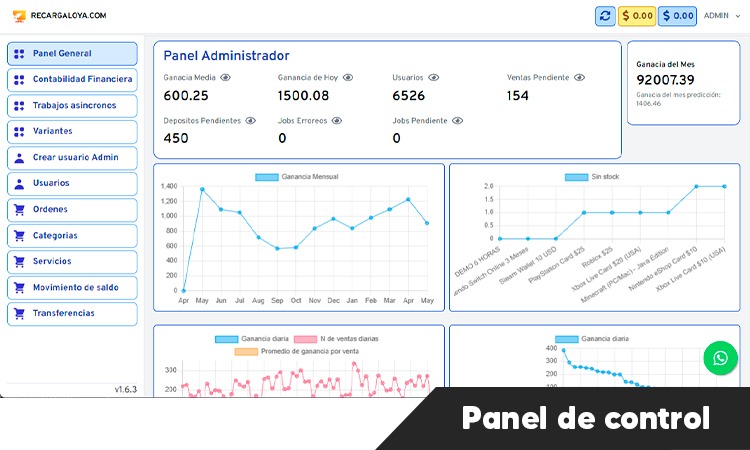 RECARGALOYA.COM
$ 0.00
$ 0.00
ADMIN
Panel General
Contabilidad Financiera
Trabajos asincronos
Variantes
Crear usuario Admin
Usuarios
Ordenes
Categorias
Servicios
Movimiento de saldo
Transferencias
v1.6.3
Panel Administrador
Ganacia Media
600.25
Ganancia de Hoy
1500.08
Usuarios
6526
Ventas Pendiente
154
Depositos Pendientes
450
Jobs Erroreos
0
Jobs Pendiente
0
Ganacia del Mes
92007.39
Ganacia del mes predicción:
1406.46
Ganancia Mensual
1,400
1,200
1,000
800
600
400
200
0
Apr May Jun Jul Aug Sep Oct Nov Dec Jan Feb Mar Apr May
Sin stock
2.0
1.5
1.0
0.5
0
DEMO 6 HORAS
ndo Switch Online 3 Meses
Steam Wallet 10 USD
PlayStation Card $25
Roblox $25
Xbox Live Card $20 (USA)
Minecraft (PC/Mac) - Java Edition
Nintendo eShop Card $10
Xbox Live Card $10 (USA)
Ganancia diaria
N de ventas diarias
Promedio de ganancia por venta
300
200
Ganancia diaria
400
300
200
100
Panel de control